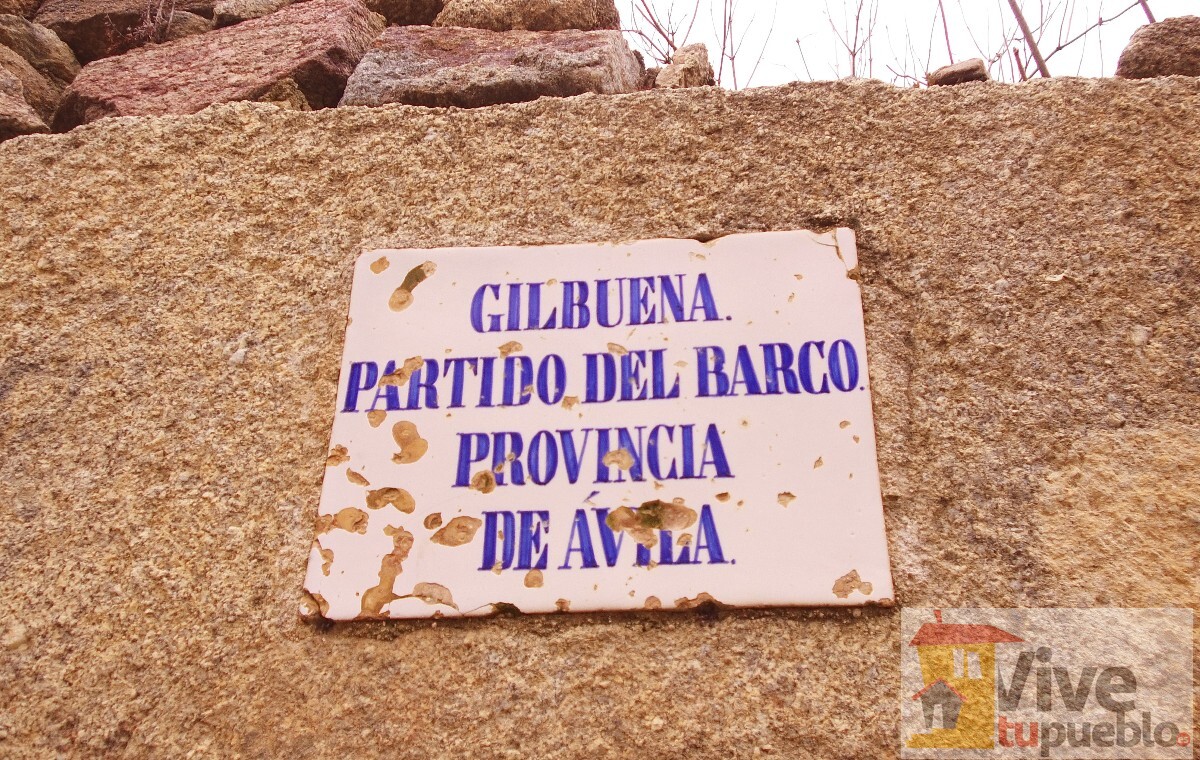 GILBUENA.
PARTIDO DEL BARCO.
PROVINCIA
DE ÁVILA.
Vive
tupueblo.